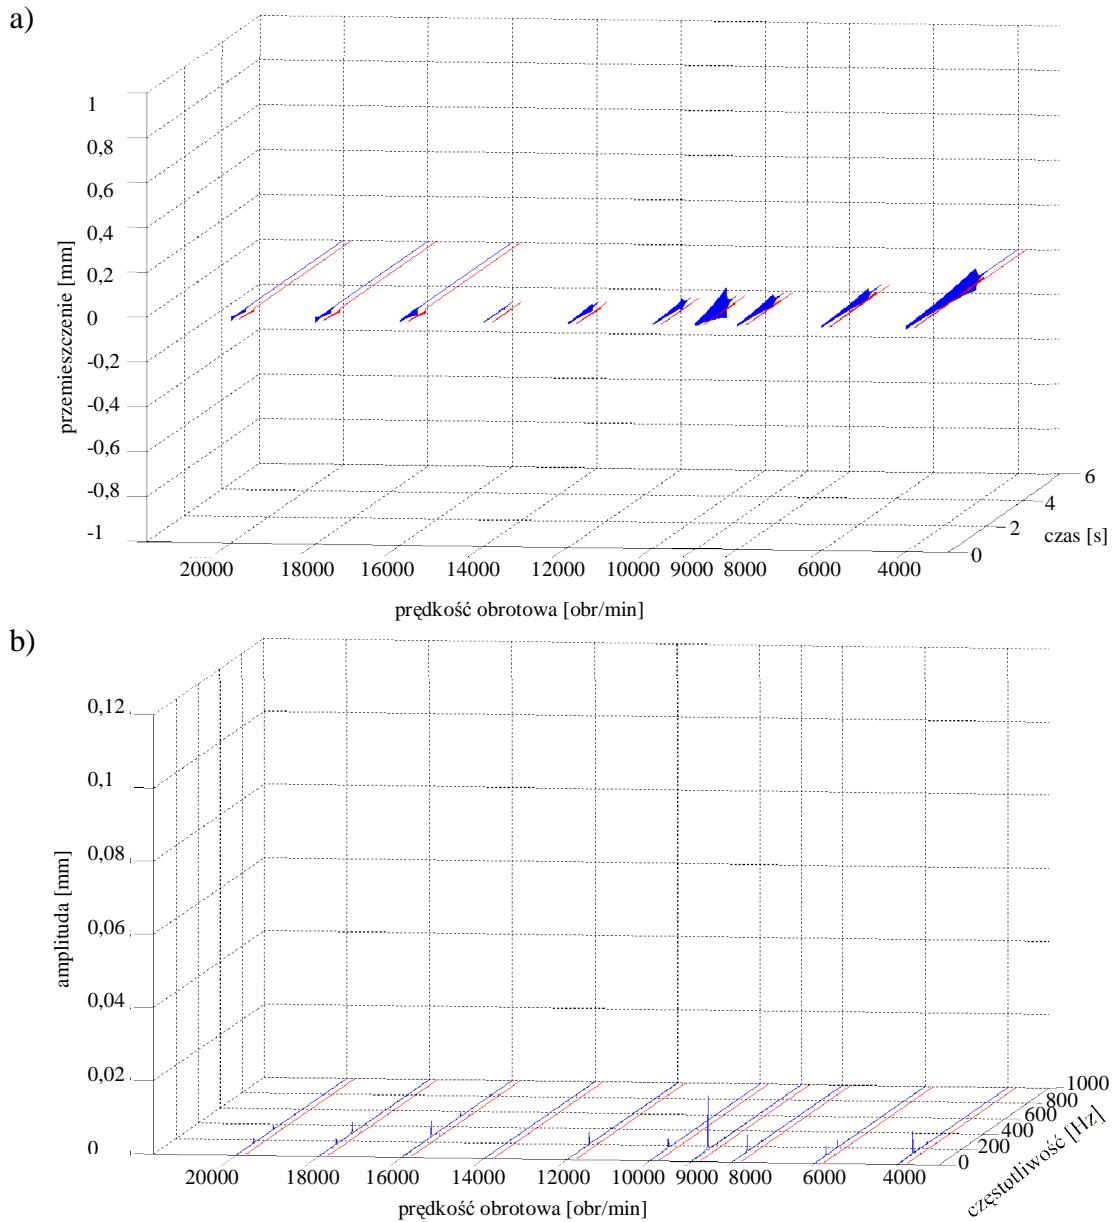 a)
1
0,8
0,6
0,4
0,2
0
-0,2
-0,4
-0,6
-0,8
-1
przemieszczenie [mm]
20000 18000 16000 14000 12000 10000 9000 8000 6000 4000
prędkość obrotowa [obr/min]
0 2 4 6
czas [s]
b)
0,12
0,1
0,08
0,06
0,04
0,02
0
amplituda [mm]
20000 18000 16000 14000 12000 10000 9000 8000 6000 4000
prędkość obrotowa [obr/min]
0 200 400 600 800 1000
częstotliwość [Hz]